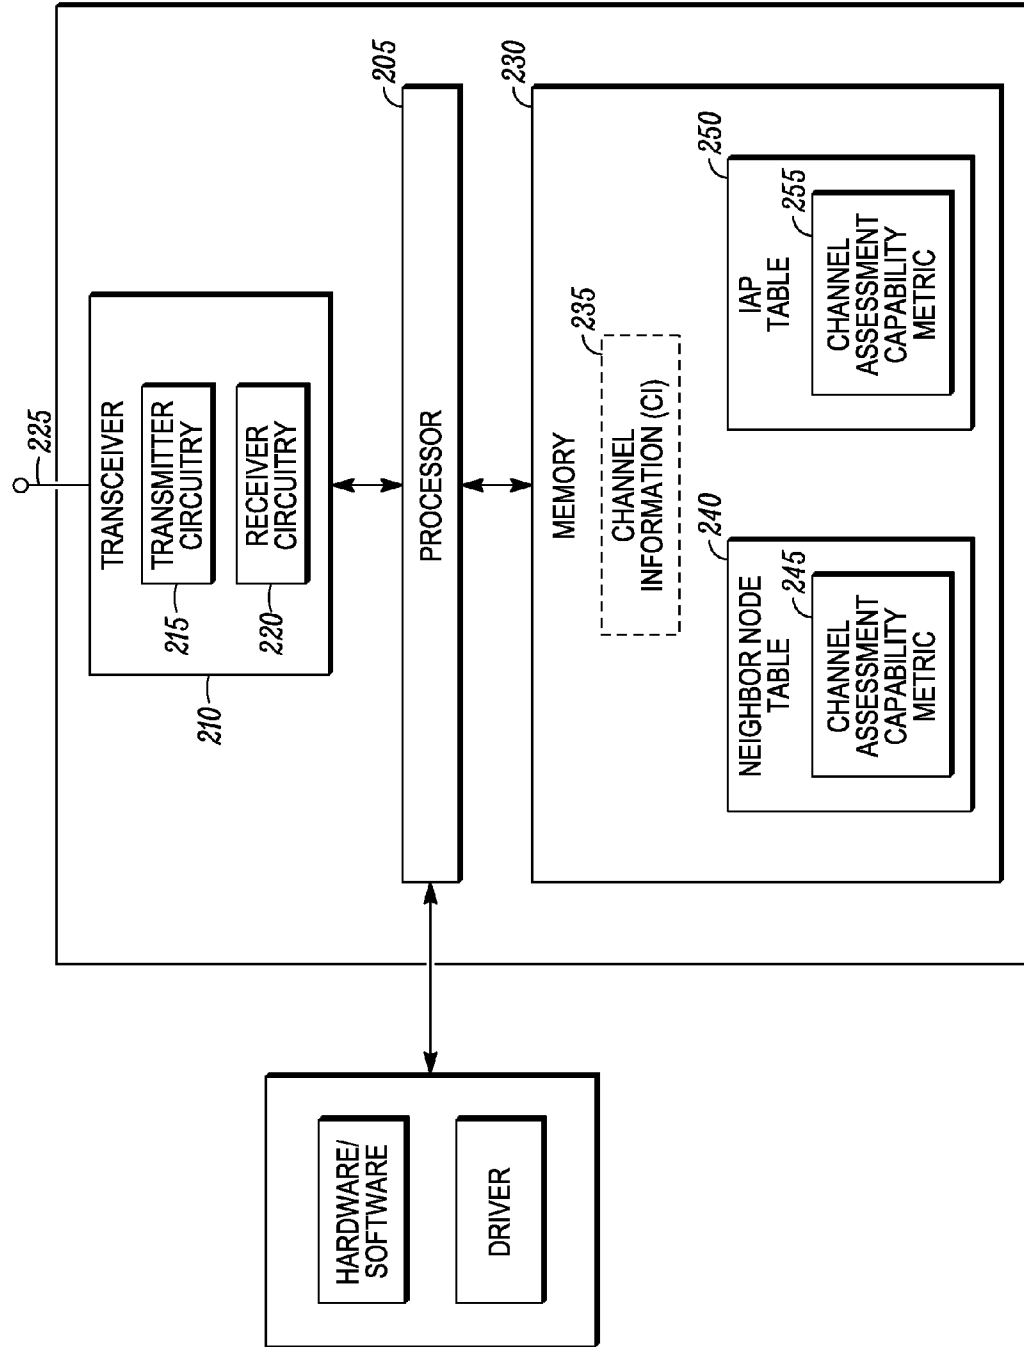 225
TRANSCEIVER
TRANSMITTER
CIRCUITRY
215
RECEIVER
CIRCUITRY
220
210
205
PROCESSOR
230
MEMORY
235
CHANNEL
INFORMATION (CI)
240
NEIGHBOR NODE
TABLE
245
CHANNEL
ASSESSMENT
CAPABILITY
METRIC
250
IAP
TABLE
255
CHANNEL
ASSESSMENT
CAPABILITY
METRIC
HARDWARE/
SOFTWARE
DRIVER